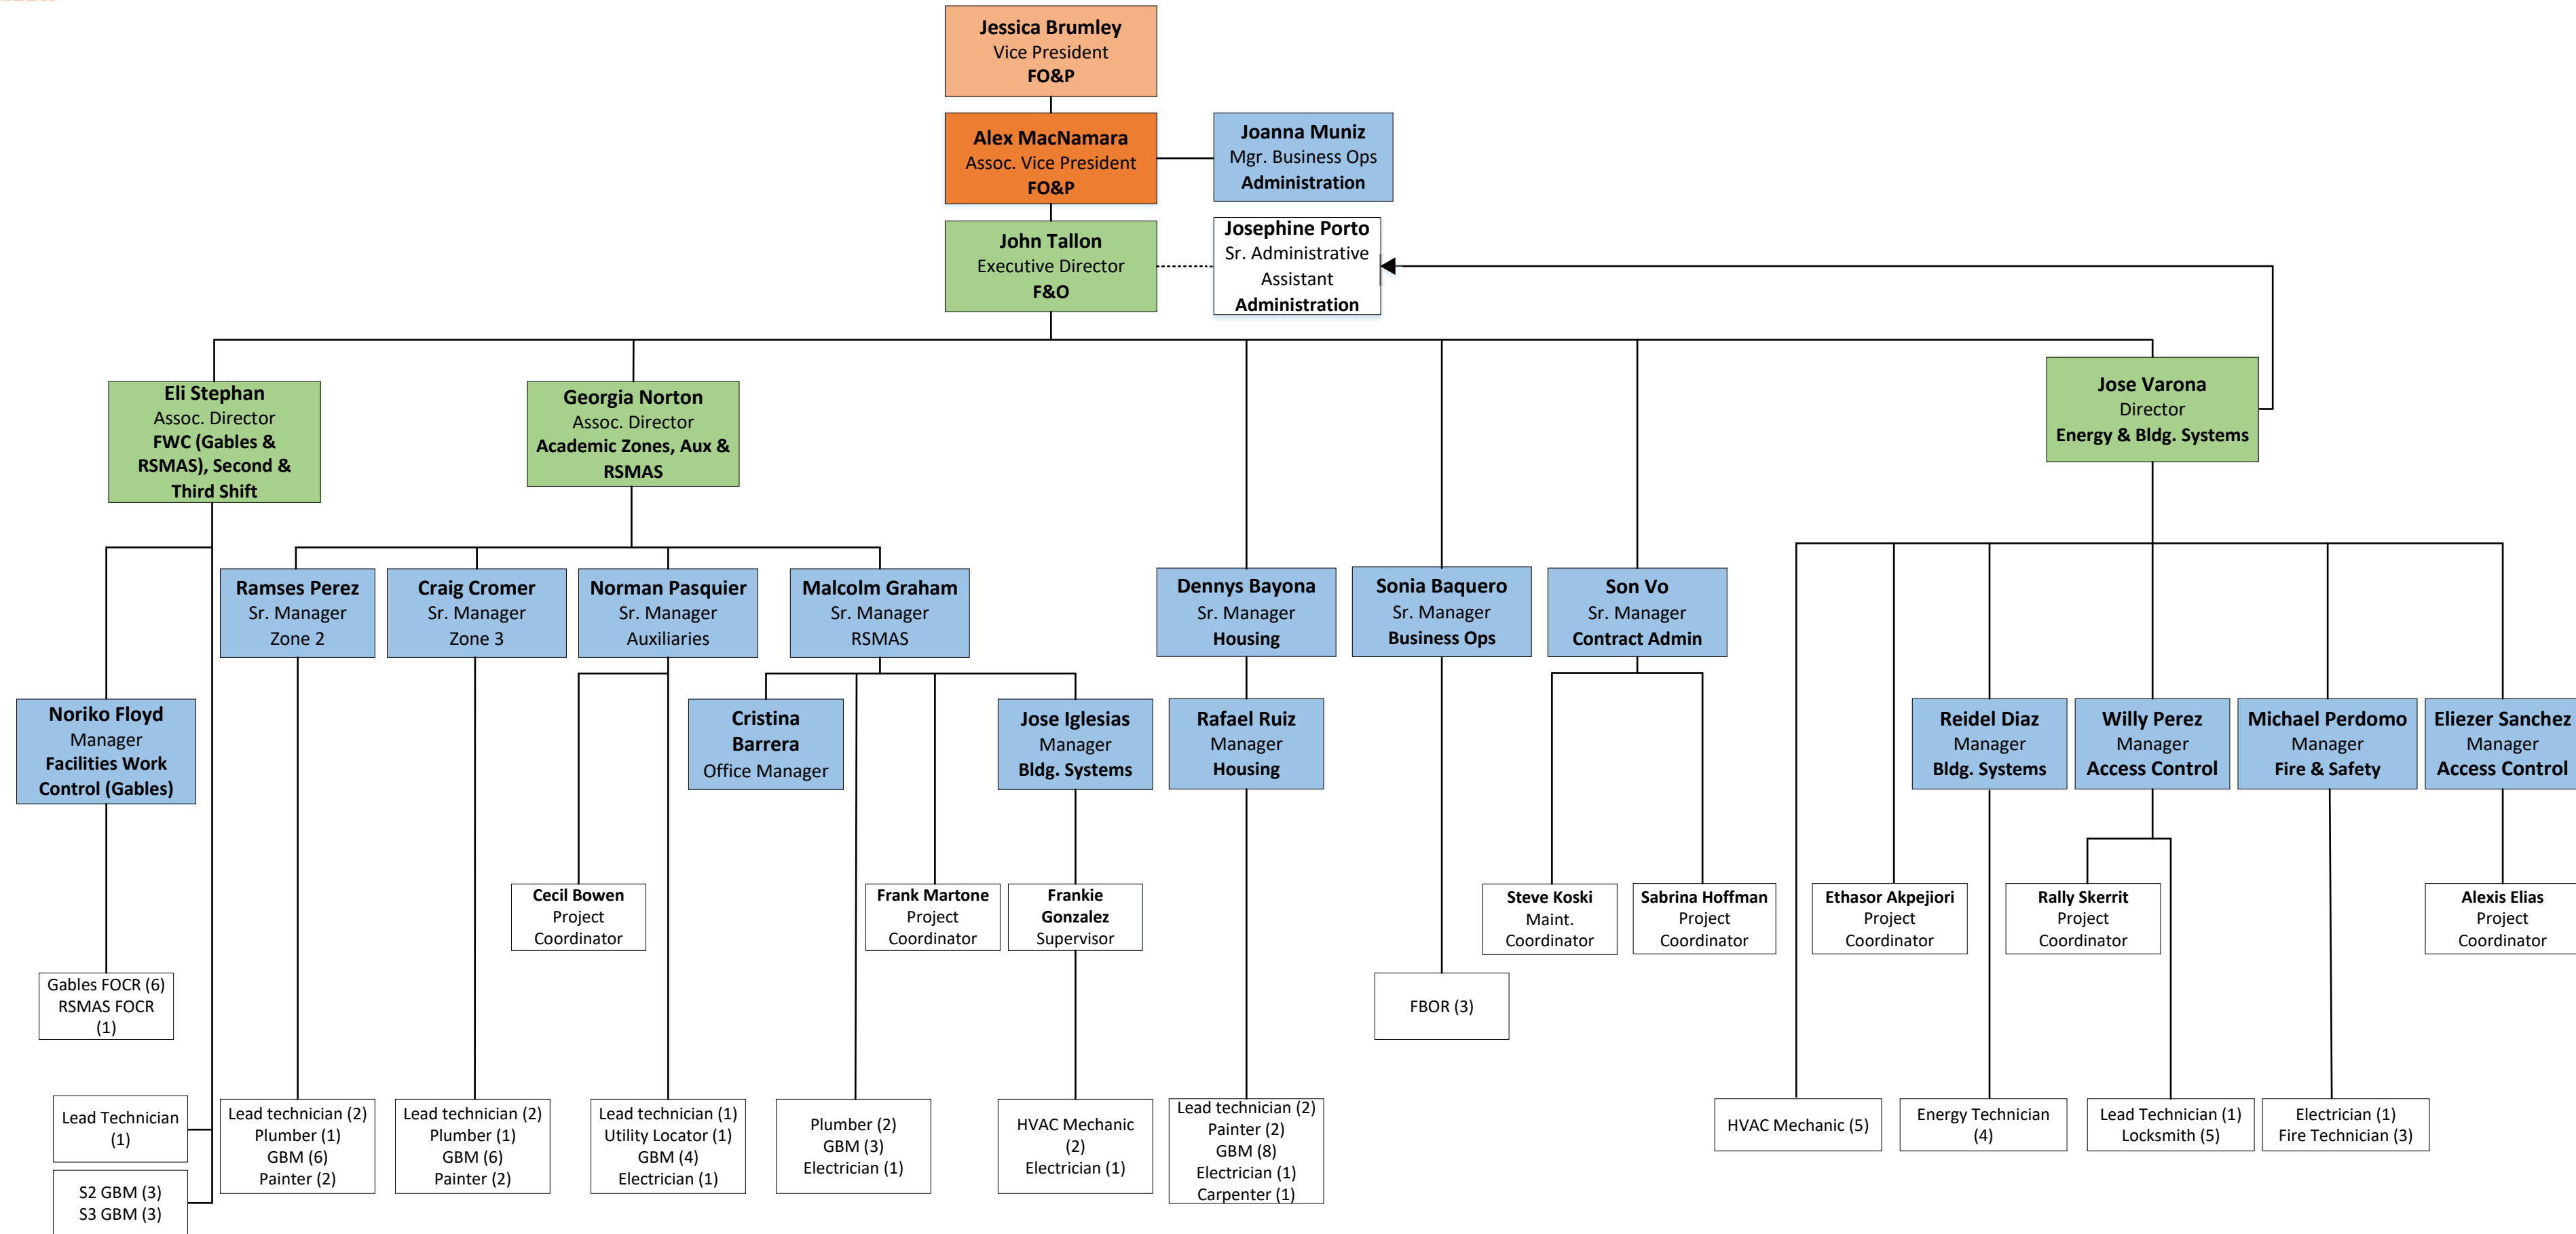 Jessica Brumley
Vice President
FO&P
Alex MacNamara
Assoc. Vice President
FO&P
Joanna Muniz
Mgr. Business Ops
Administration
John Tallon
Executive Director
F&O
Josephine Porto
Sr. Administrative
Assistant
Administration
Eli Stephan
Assoc. Director
FWC (Gables &
RSMAS), Second &
Third Shift
Georgia Norton
Assoc. Director
Academic Zones, Aux &
RSMAS
Jose Varona
Director
Energy & Bldg. Systems
Ramses Perez
Sr. Manager
Zone 2
Craig Cromer
Sr. Manager
Zone 3
Norman Pasquier
Sr. Manager
Auxiliaries
Malcolm Graham
Sr. Manager
RSMAS
Dennys Bayona
Sr. Manager
Housing
Sonia Baquero
Sr. Manager
Business Ops
Son Vo
Sr. Manager
Contract Admin
Noriko Floyd
Manager
Facilities Work
Control (Gables)
Cristina
Barrera
Office Manager
Jose Iglesias
Manager
Bldg. Systems
Rafael Ruiz
Manager
Housing
Reidel Diaz
Manager
Bldg. Systems
Willy Perez
Manager
Access Control
Michael Perdomo
Manager
Fire & Safety
Eliezer Sanchez
Manager
Access Control
Cecil Bowen
Project
Coordinator
Frank Martone
Project
Coordinator
Frankie
Gonzalez
Supervisor
Steve Koski
Maint.
Coordinator
Sabrina Hoffman
Project
Coordinator
Ethasor Akpejiori
Project
Coordinator
Rally Skerrit
Project
Coordinator
Alexis Elias
Project
Coordinator
Gables FOCR (6)
RSMAS FOCR
(1)
FBOR (3)
Lead Technician
(1)
S2 GBM (3)
S3 GBM (3)
Lead technician (2)
Plumber (1)
GBM (6)
Painter (2)
Lead technician (2)
Plumber (1)
GBM (6)
Painter (2)
Lead technician (1)
Utility Locator (1)
GBM (4)
Electrician (1)
Plumber (2)
GBM (3)
Electrician (1)
HVAC Mechanic
(2)
Electrician (1)
Lead technician (2)
Painter (2)
GBM (8)
Electrician (1)
Carpenter (1)
HVAC Mechanic (5)
Energy Technician
(4)
Lead Technician (1)
Locksmith (5)
Electrician (1)
Fire Technician (3)